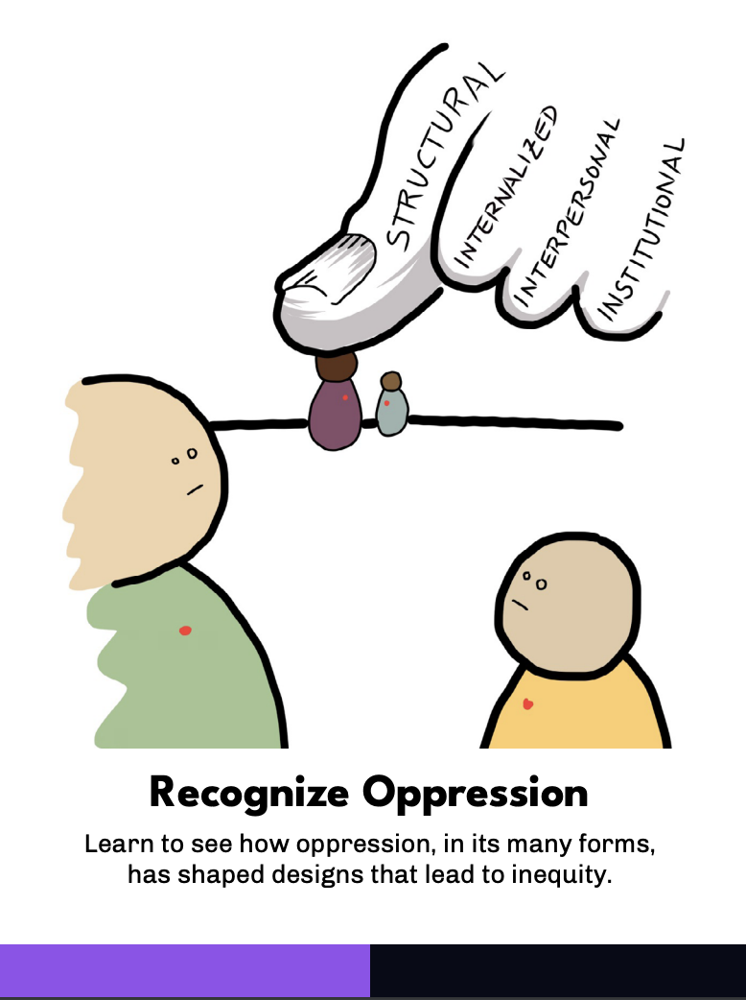 STRUCTURAL
INTERNALIZED
INTERPERSONAL
INSTITUTIONAL
Recognize Oppression
Learn to see how oppression, in its many forms,
has shaped designs that lead to inequity.